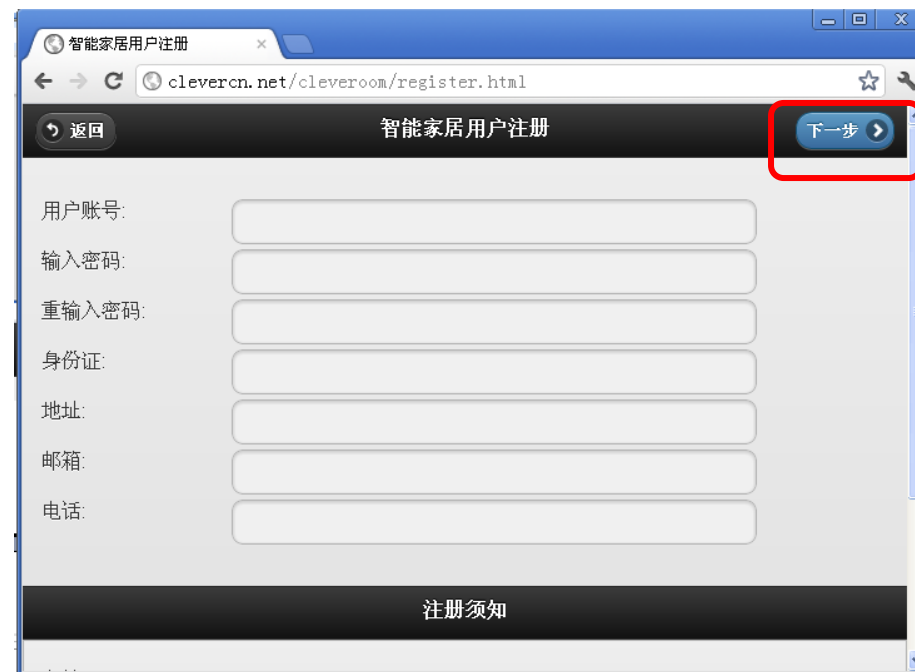 智能家居用户注册
clevercn.net/cleveroom/register.html
返回
智能家居用户注册
下一步
用户账号:
输入密码:
重输入密码:
身份证:
地址:
邮箱:
电话:
注册须知